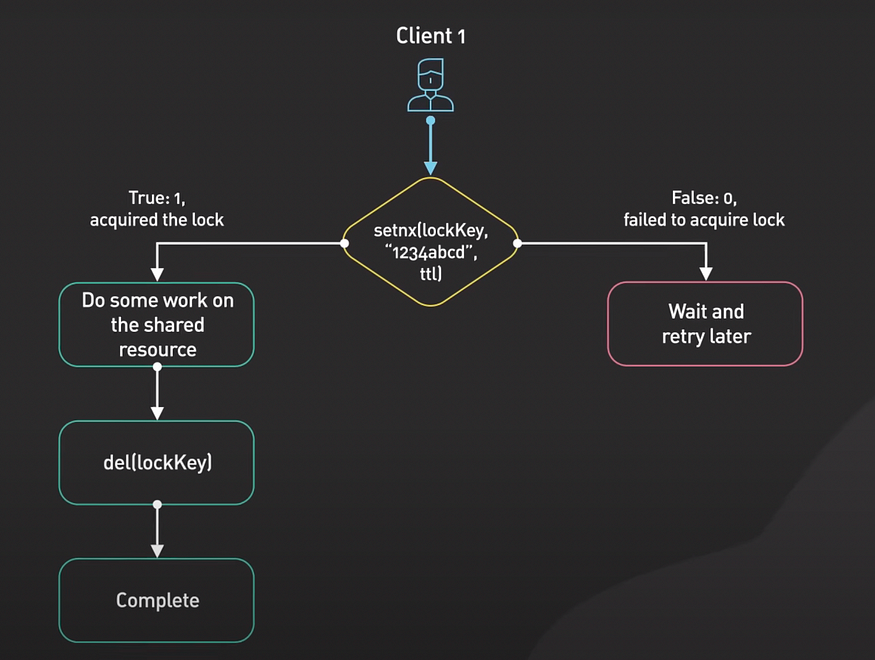 Client 1
True: 1,
acquired the lock
False: 0,
failed to acquire lock
setnx(lockKey,
“1234abcd”,
ttl)
Do some work on
the shared
resource
Wait and
retry later
del(lockKey)
Complete